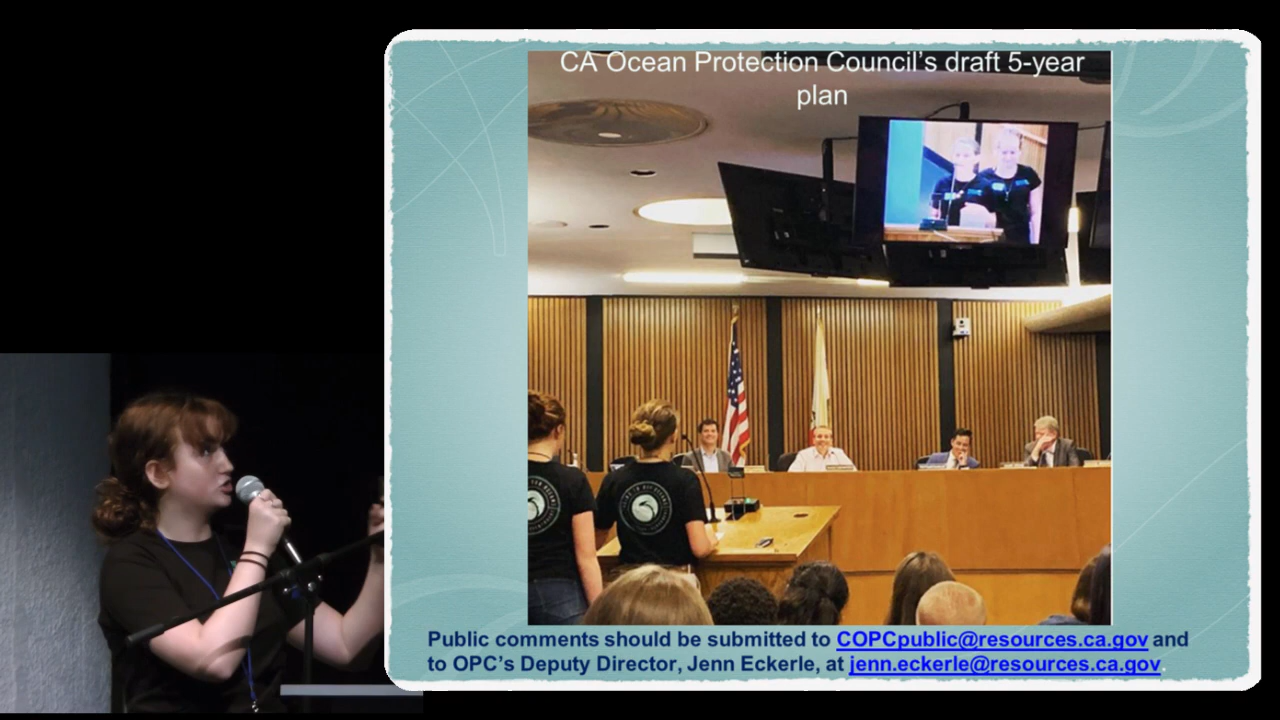 CA Ocean Protection Council's draft 5-year
plan
Public comments should be submitted to COPCpublic@resources.ca.gov and
to OPC's Deputy Director, Jenn Eckerle, at jenn.eckerle@resources.ca.gov.